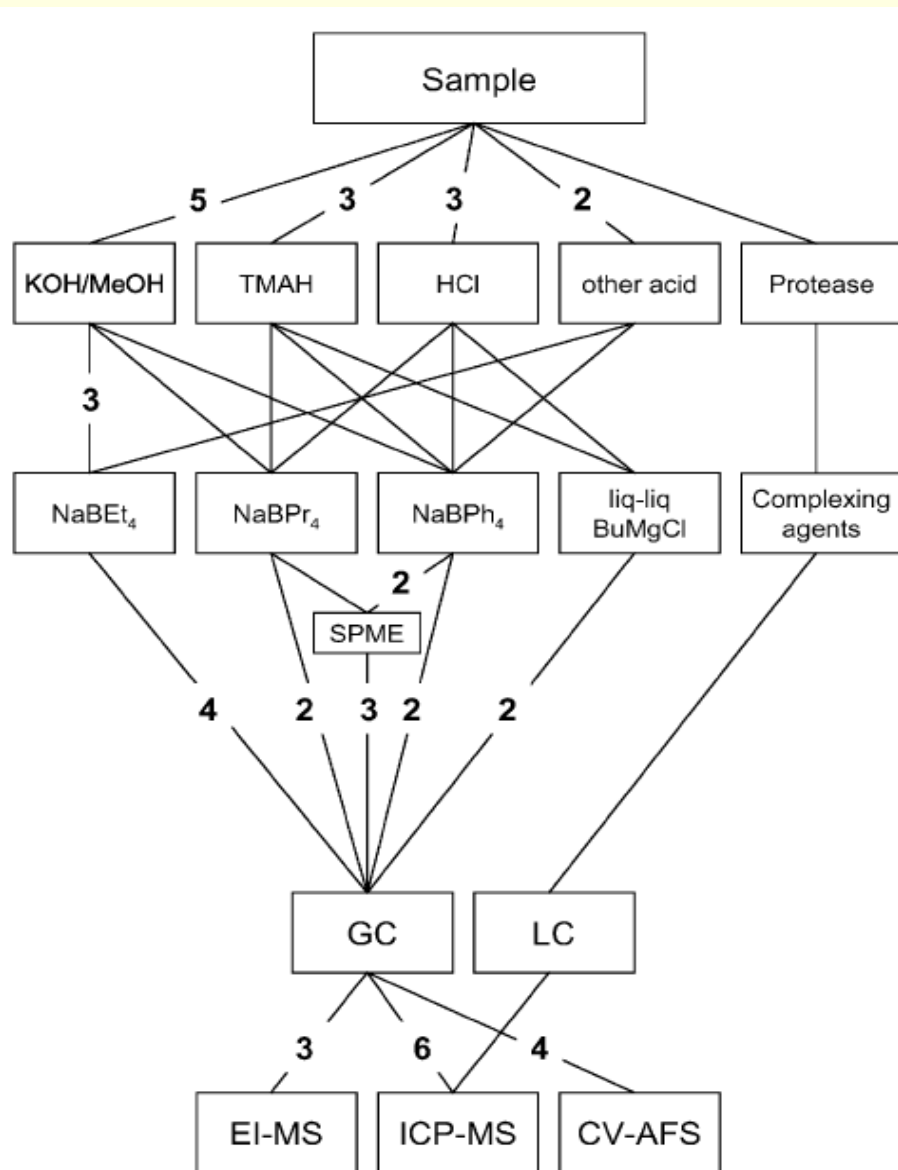 Sample
5 3 3 2
KOH/MeOH TMAH HCl other acid Protease
3
NaBEt₄ NaBPr₄ NaBPh₄ liq-liq
BuMgCl Complexing
agents
2
SPME
4 2 3 2 2
GC LC
3 6 4
EI-MS ICP-MS CV-AFS